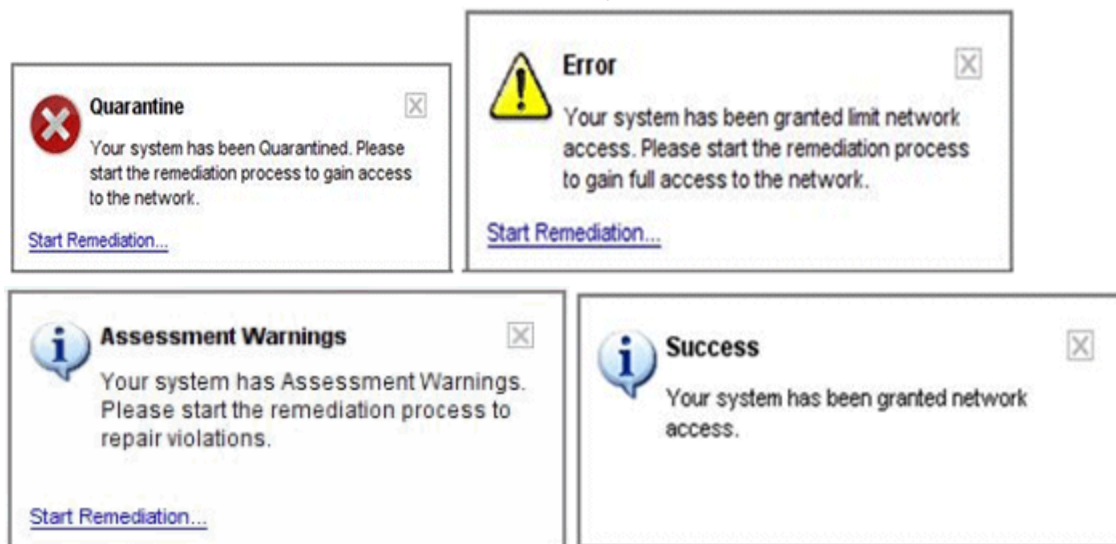 Quarantine
Your system has been Quarantined. Please
start the remediation process to gain access
to the network.
Start Remediation...
Error
Your system has been granted limit network
access. Please start the remediation process
to gain full access to the network.
Start Remediation...
Assessment Warnings
Your system has Assessment Warnings.
Please start the remediation process to
repair violations.
Start Remediation...
Success
Your system has been granted network
access.